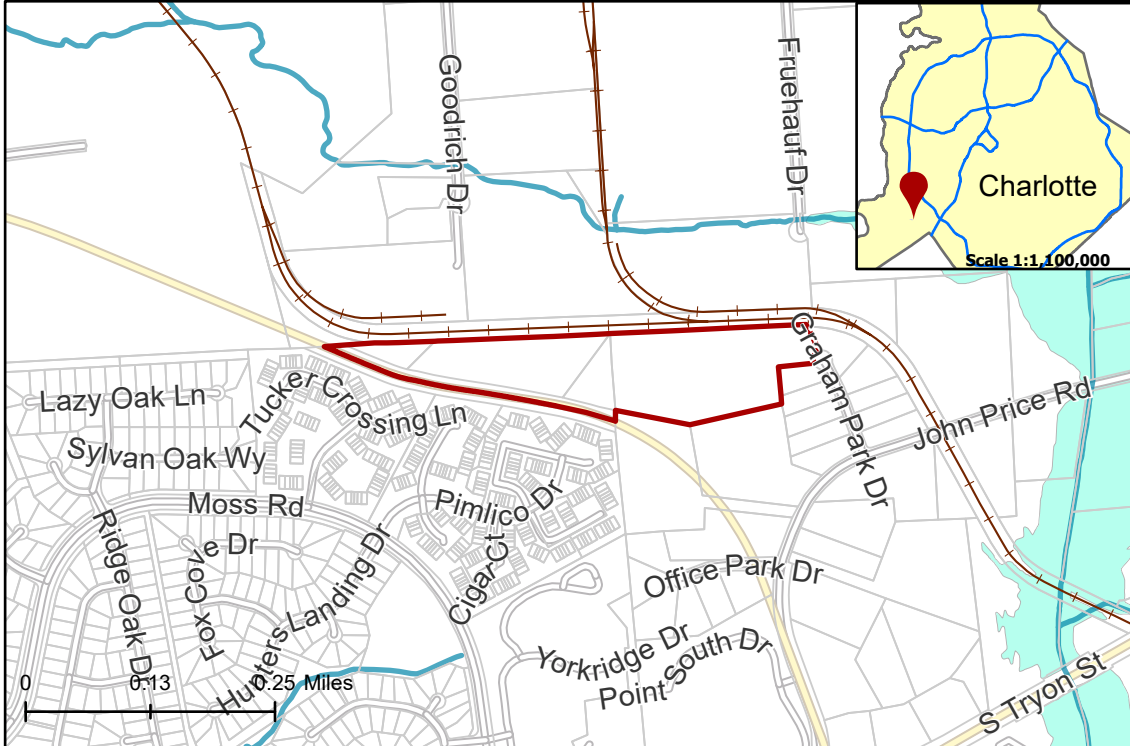 Goodrich Dr
Fruehauf Dr
Charlotte
Scale 1:1,100,000
Graham Park Dr
John Price Rd
Lazy Oak Ln
Tucker Crossing Ln
Sylvan Oak Wy
Moss Rd
Pimlico Dr
Ridge Oak Dr
Fox Cove Dr
Hunters Landing Dr
Cigar Ct
Office Park Dr
Yorkridge Dr
South Point Dr
S Tryon St
0 0.13 0.25 Miles